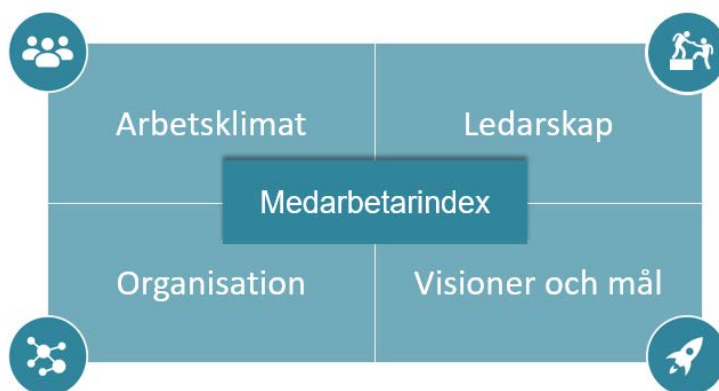 Arbetsklimat
Ledarskap
Medarbetarindex
Organisation
Visioner och mål